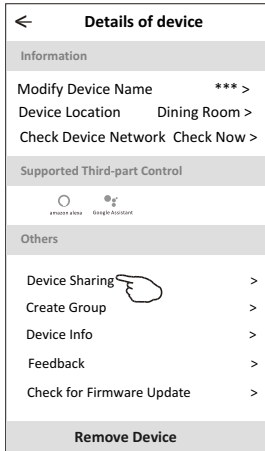 Details of device
Information
Modify Device Name *** >
Device Location Dining Room >
Check Device Network Check Now >
Supported Third-part Control
amazon alexa Google Assistant
Others
Device Sharing >
Create Group >
Device Info >
Feedback >
Check for Firmware Update >
Remove Device